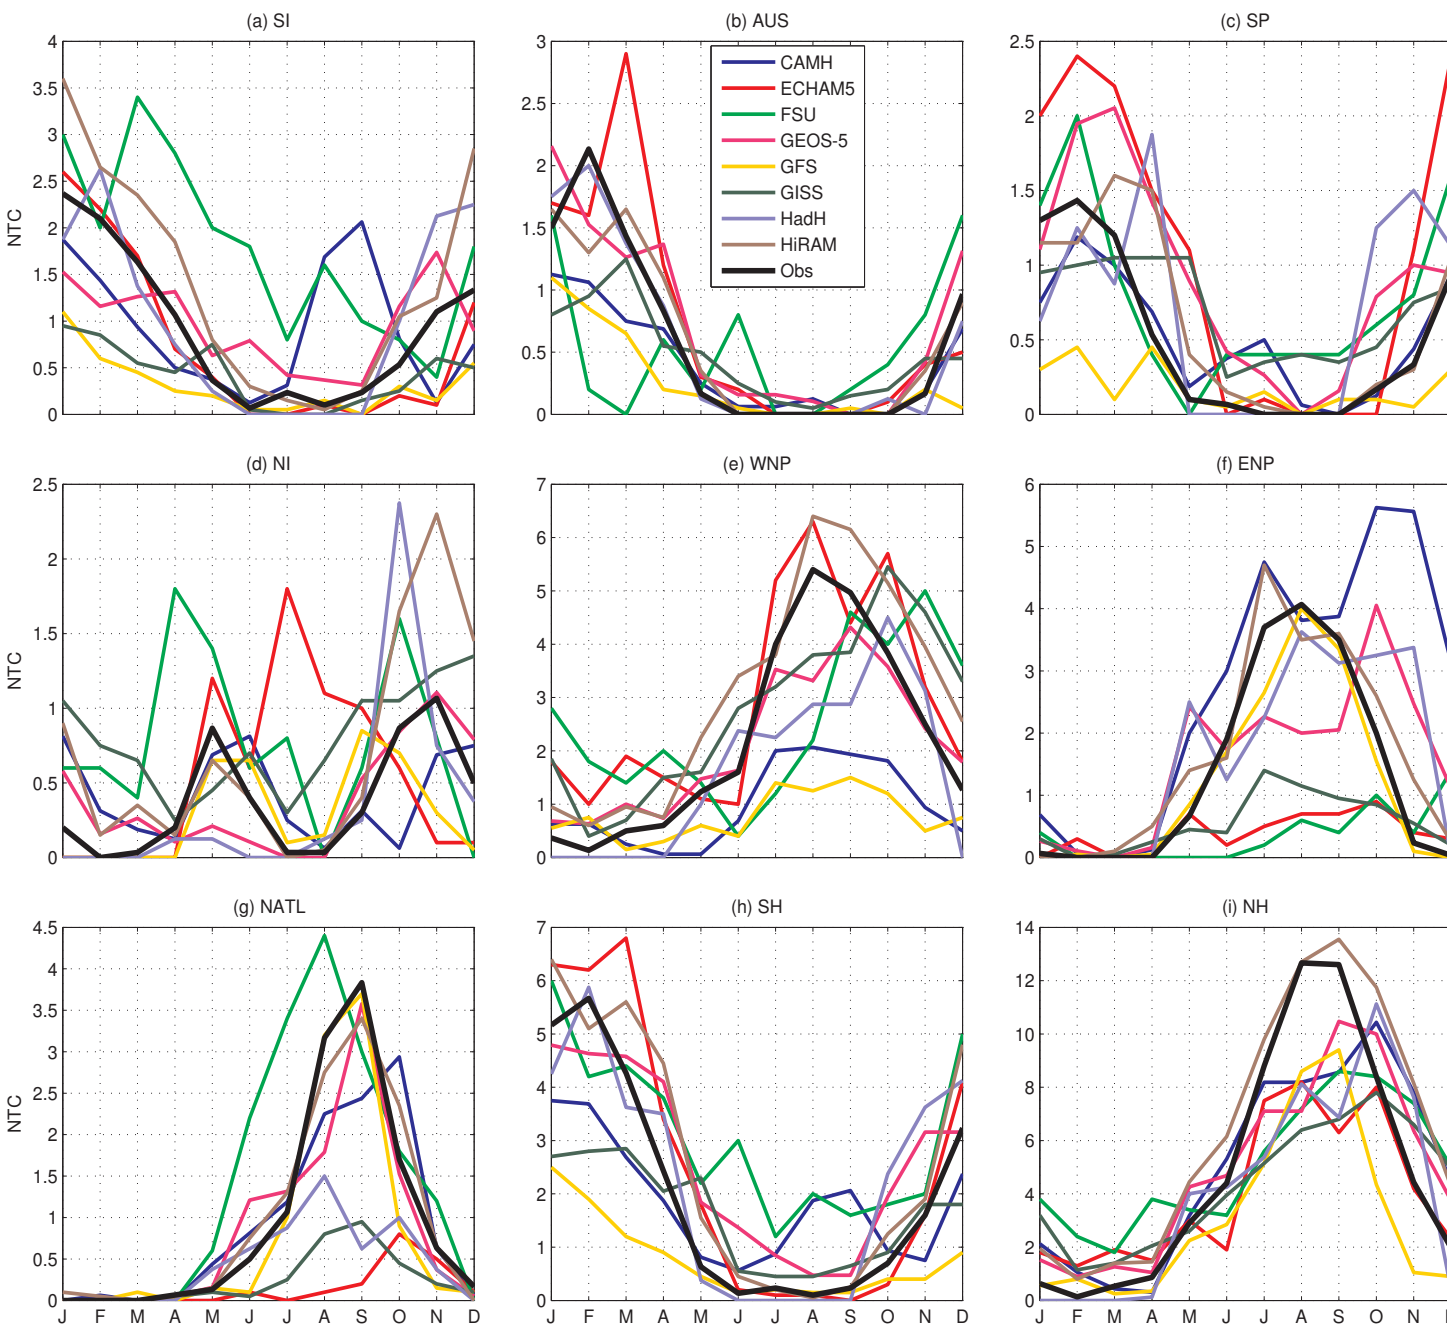 (a) SI
(b) AUS
(c) SP
NTC
4
3.5
3
2.5
2
1.5
1
0.5
0
J F M A M J J A S O N D
3
2.5
2
1.5
1
0.5
0
J F M A M J J A S O N D
CAMH
ECHAM5
FSU
GEOS-5
GFS
GISS
HadH
HiRAM
Obs
2.5
2
1.5
1
0.5
0
J F M A M J J A S O N
(d) NI
(e) WNP
(f) ENP
NTC
2.5
2
1.5
1
0.5
0
J F M A M J J A S O N D
7
6
5
4
3
2
1
0
J F M A M J J A S O N D
6
5
4
3
2
1
0
J F M A M J J A S O N
(g) NATL
(h) SH
(i) NH
NTC
4.5
4
3.5
3
2.5
2
1.5
1
0.5
0
J F M A M J J A S O N D
7
6
5
4
3
2
1
0
J F M A M J J A S O N D
14
12
10
8
6
4
2
0
J F M A M J J A S O N